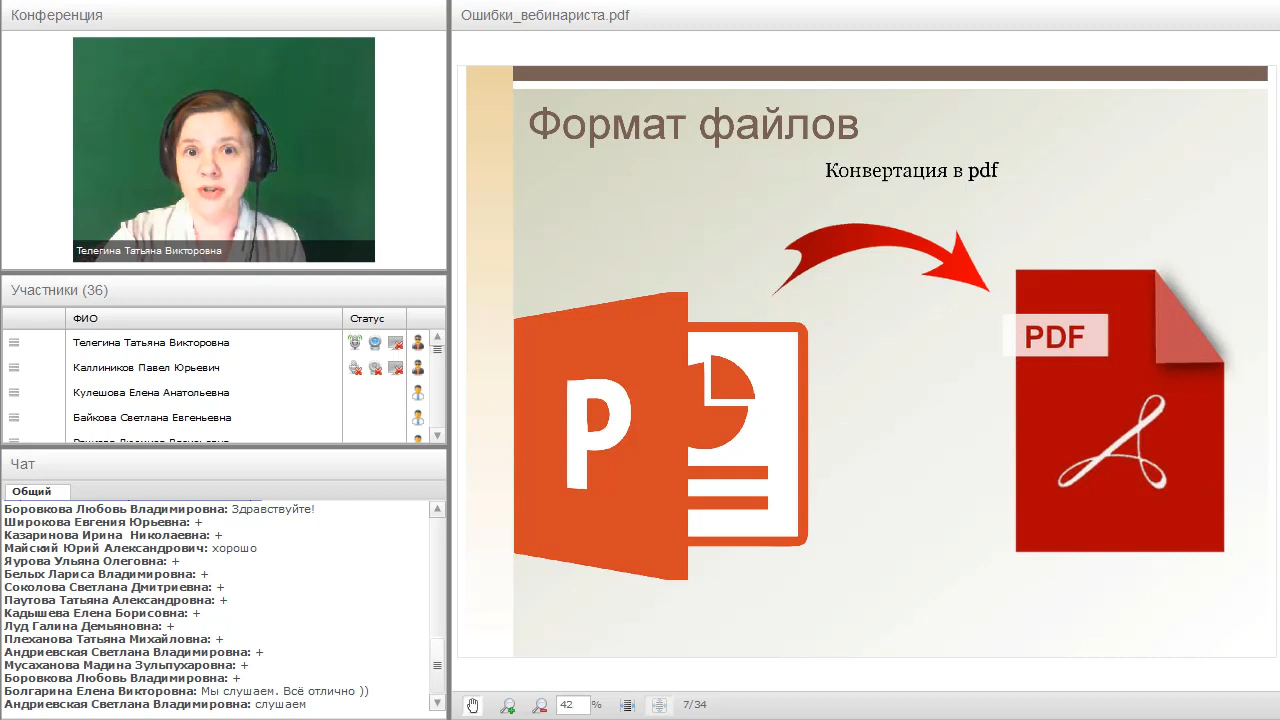 Конференция
Телегина Татьяна Викторовна
Участники (36)
ФИО Статус
Телегина Татьяна Викторовна
Каллиников Павел Юрьевич
Кулешова Елена Анатольевна
Байкова Светлана Евгеньевна
Чат
Общий
Боровкова Любовь Владимировна: Здравствуйте!
Широкова Евгения Юрьевна: +
Казаринова Ирина Николаевна: +
Майский Юрий Александрович: хорошо
Яурова Ульяна Олеговна: +
Белых Лариса Владимировна: +
Соколова Светлана Дмитриевна: +
Паутова Татьяна Александровна: +
Кадышева Елена Борисовна: +
Луд Галина Демьяновна: +
Плеханова Татьяна Михайловна: +
Андриевская Светлана Владимировна: +
Мусаханова Мадина Зульпухаровна: +
Боровкова Любовь Владимировна: +
Болгарина Елена Викторовна: Мы слушаем. Всё отлично ))
Андриевская Светлана Владимировна: слушаем
Ошибки_вебинариста.pdf
Формат файлов
Конвертация в pdf
P
PDF
42 %
7/34